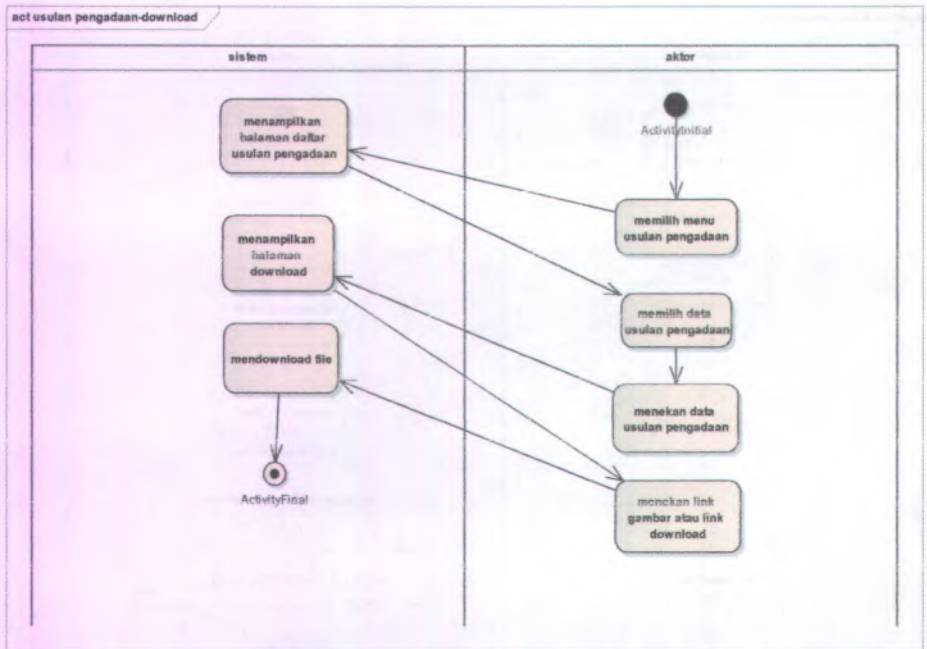 act usulan pengadaan-download
sistem
aktor
menampilkan
halaman daftar
usulan pengadaan
ActivityInitial
memilih menu
usulan pengadaan
menampilkan
halaman
download
memilih data
usulan pengadaan
mendownload file
menekan data
usulan pengadaan
ActivityFinal
menekan link
gambar atau link
download